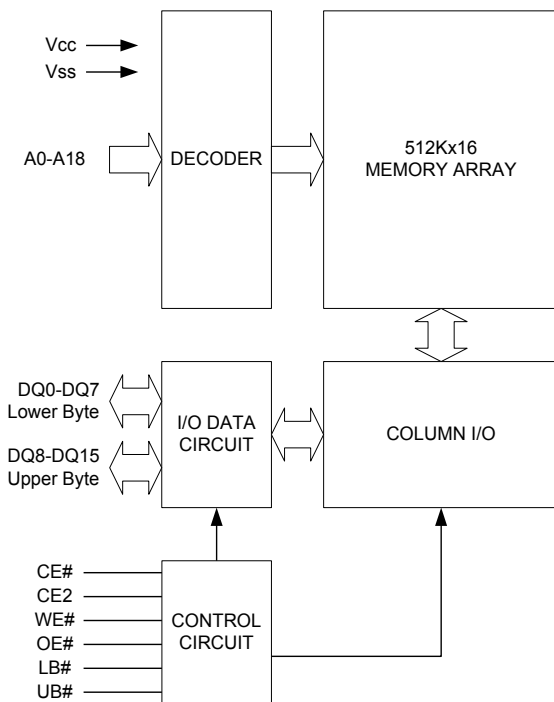 Vcc
Vss
A0-A18
DECODER
512Kx16
MEMORY ARRAY
DQ0-DQ7
Lower Byte
DQ8-DQ15
Upper Byte
I/O DATA
CIRCUIT
COLUMN I/O
CE#
CE2
WE#
OE#
LB#
UB#
CONTROL
CIRCUIT